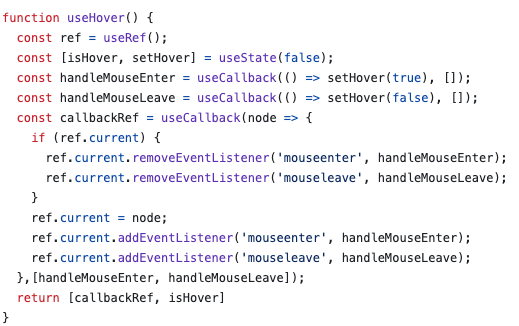 function useHover() {
  const ref = useRef();
  const [isHover, setHover] = useState(false);
  const handleMouseEnter = useCallback(() => setHover(true), []);
  const handleMouseLeave = useCallback(() => setHover(false), []);
  const callbackRef = useCallback(node => {
    if (ref.current) {
      ref.current.removeEventListener('mouseenter', handleMouseEnter);
      ref.current.removeEventListener('mouseleave', handleMouseLeave);
    }
    ref.current = node;
    ref.current.addEventListener('mouseenter', handleMouseEnter);
    ref.current.addEventListener('mouseleave', handleMouseLeave);
  },[handleMouseEnter, handleMouseLeave]);
  return [callbackRef, isHover]
}